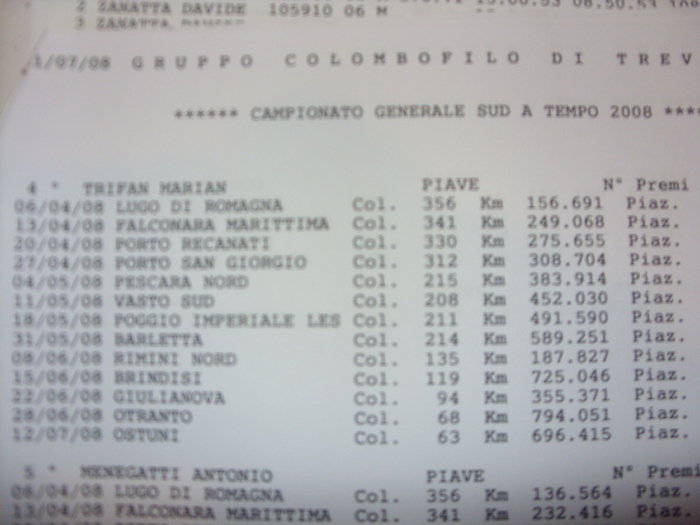 2 ZANATTA DAVIDE 105910 06 M
3 ZANATTA
1/07/08 GRUPPO COLOMBOFILO DI TREV
****** CAMPIONATO GENERALE SUD A TEMPO 2008 ****
4 ° TRIFAN MARIAN PIAVE N° Premi
06/04/08 LUGO DI ROMAGNA Col. 356 Km 156.691 Piaz.
13/04/08 FALCONARA MARITTIMA Col. 341 Km 249.068 Piaz.
20/04/08 PORTO RECANATI Col. 330 Km 275.655 Piaz.
27/04/08 PORTO SAN GIORGIO Col. 312 Km 308.704 Piaz.
04/05/08 PESCARA NORD Col. 215 Km 383.914 Piaz.
11/05/08 VASTO SUD Col. 208 Km 452.030 Piaz.
18/05/08 POGGIO IMPERIALE LES Col. 211 Km 491.590 Piaz.
31/05/08 BARLETTA Col. 214 Km 589.251 Piaz.
08/06/08 RIMINI NORD Col. 135 Km 187.827 Piaz.
15/06/08 BRINDISI Col. 119 Km 725.046 Piaz.
22/06/08 GIULIANOVA Col. 94 Km 355.371 Piaz.
28/06/08 OTRANTO Col. 68 Km 794.051 Piaz.
12/07/08 OSTUNI Col. 63 Km 696.415 Piaz.
5 ° MENEGATTI ANTONIO PIAVE N° Premi
06/04/08 LUGO DI ROMAGNA Col. 356 Km 136.564 Piaz.
13/04/08 FALCONARA MARITTIMA Col. 341 Km 232.416 Piaz.